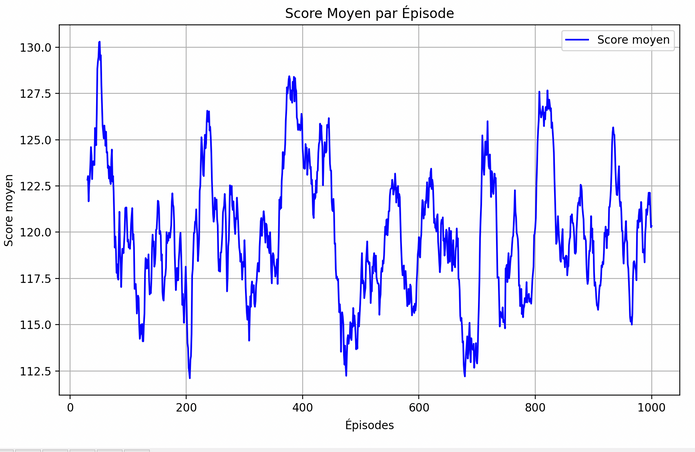 Score Moyen par Épisode
Score moyen
130.0
127.5
125.0
122.5
120.0
117.5
115.0
112.5
Score moyen
0 200 400 600 800 1000
Épisodes